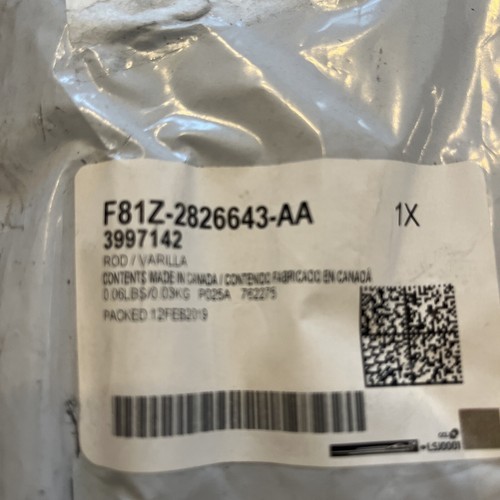 F81Z-2826643-AA 1X
3997142
ROD / VARILLA
CONTENTS MADE IN CANADA / CONTENIDO FABRICADO EN CANADA
0.06LBS/0.03KG P025A 762275
PACKED:12FEB2019